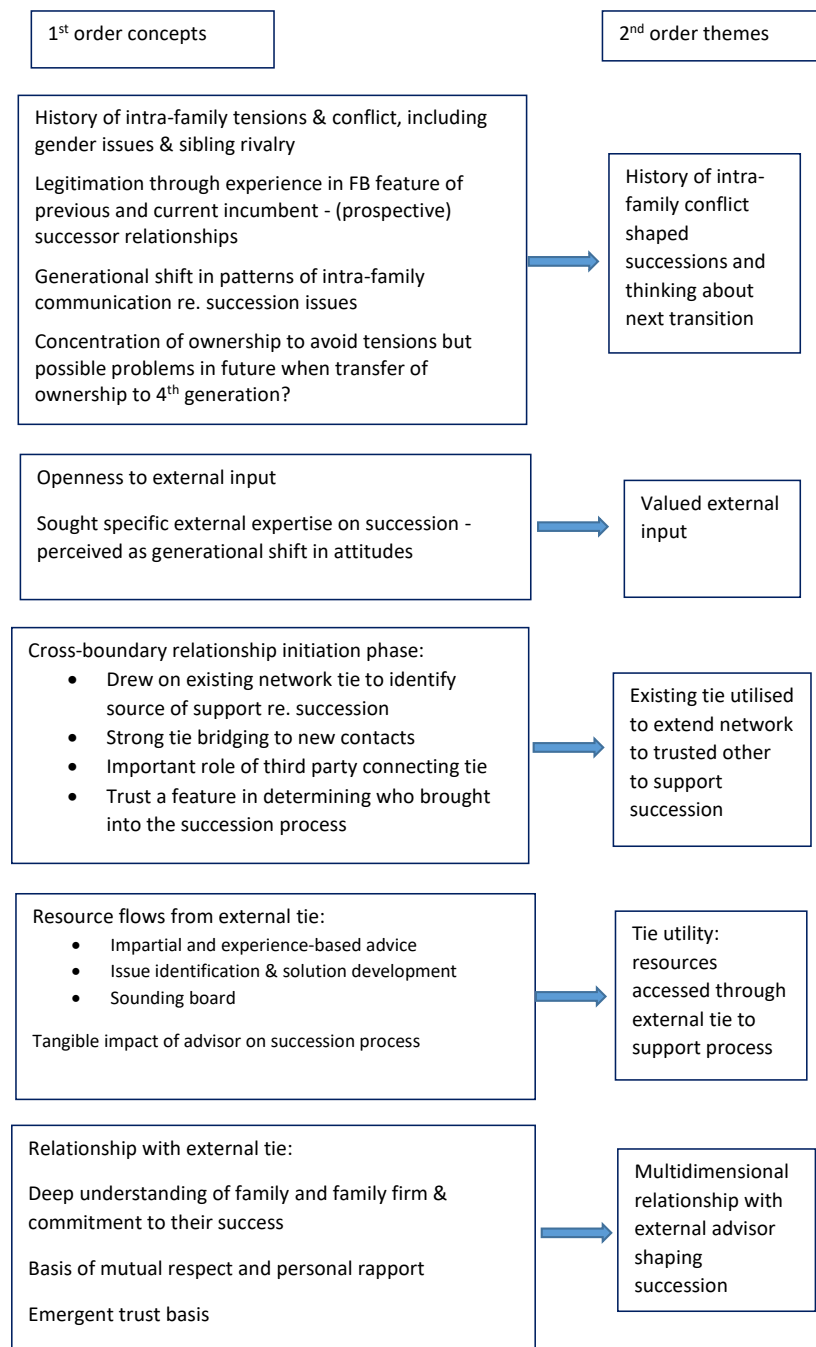 1st order concepts
2nd order themes
History of intra-family tensions & conflict, including
gender issues & sibling rivalry
Legitimation through experience in FB feature of
previous and current incumbent - (prospective)
successor relationships
Generational shift in patterns of intra-family
communication re. succession issues
Concentration of ownership to avoid tensions but
possible problems in future when transfer of
ownership to 4th generation?
History of intra-
family conflict
shaped
successions and
thinking about
next transition
Openness to external input
Sought specific external expertise on succession -
perceived as generational shift in attitudes
Valued external
input
Cross-boundary relationship initiation phase:
• Drew on existing network tie to identify
source of support re. succession
• Strong tie bridging to new contacts
• Important role of third party connecting tie
• Trust a feature in determining who brought
into the succession process
Existing tie utilised
to extend network
to trusted other
to support
succession
Resource flows from external tie:
• Impartial and experience-based advice
• Issue identification & solution development
• Sounding board
Tangible impact of advisor on succession process
Tie utility:
resources
accessed through
external tie to
support process
Relationship with external tie:
Deep understanding of family and family firm &
commitment to their success
Basis of mutual respect and personal rapport
Emergent trust basis
Multidimensional
relationship with
external advisor
shaping
succession